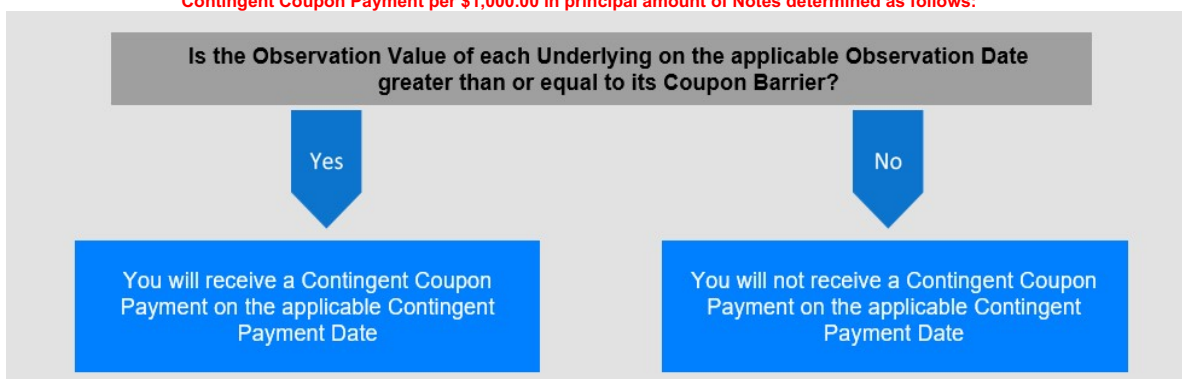 Contingent Coupon Payment per $1,000.00 in principal amount of Notes determined as follows:
Is the Observation Value of each Underlying on the applicable Observation Date
greater than or equal to its Coupon Barrier?
Yes
No
You will receive a Contingent Coupon
Payment on the applicable Contingent
Payment Date
You will not receive a Contingent Coupon
Payment on the applicable Contingent
Payment Date